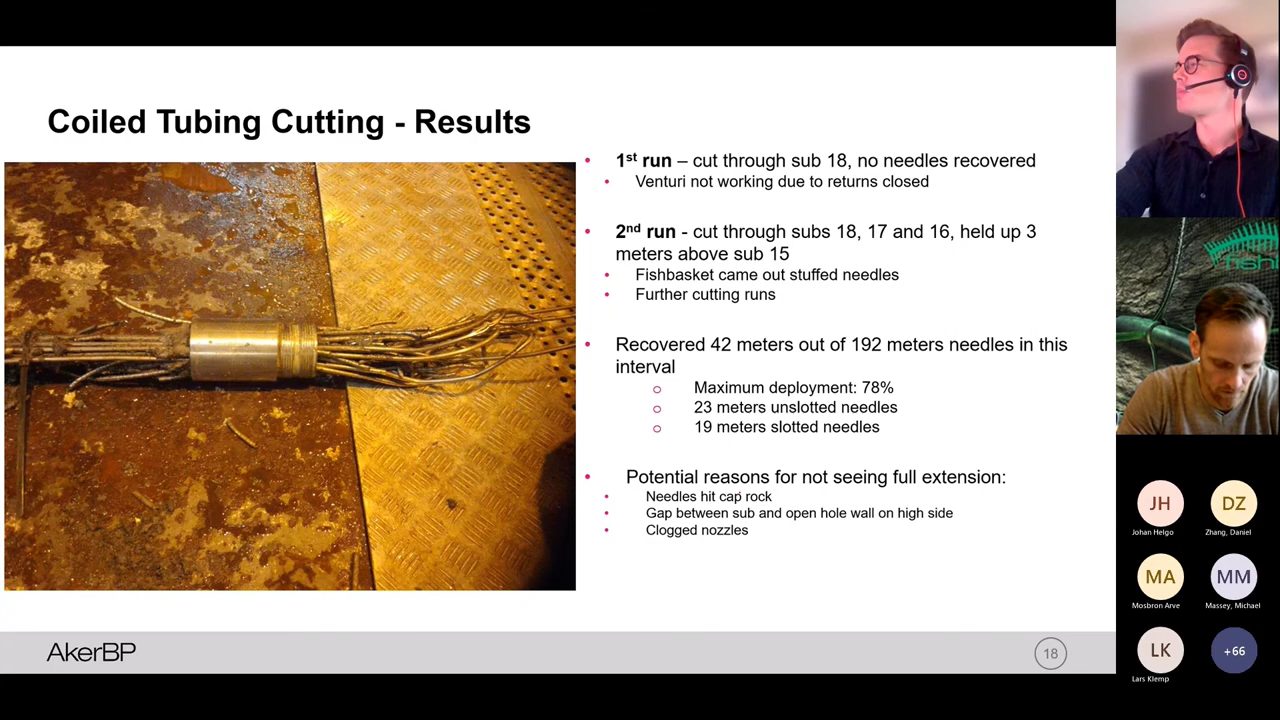 Coiled Tubing Cutting - Results
• 1st run – cut through sub 18, no needles recovered
• Venturi not working due to returns closed
• 2nd run - cut through subs 18, 17 and 16, held up 3
meters above sub 15
• Fishbasket came out stuffed needles
• Further cutting runs
• Recovered 42 meters out of 192 meters needles in this
interval
o Maximum deployment: 78%
o 23 meters unslotted needles
o 19 meters slotted needles
• Potential reasons for not seeing full extension:
• Needles hit cap rock
• Gap between sub and open hole wall on high side
• Clogged nozzles
AkerBP
18
JH
Johan Helgo
DZ
Zhang, Daniel
MA
Mosbron Arve
MM
Massey, Michael
LK
Lars Klemp
+66